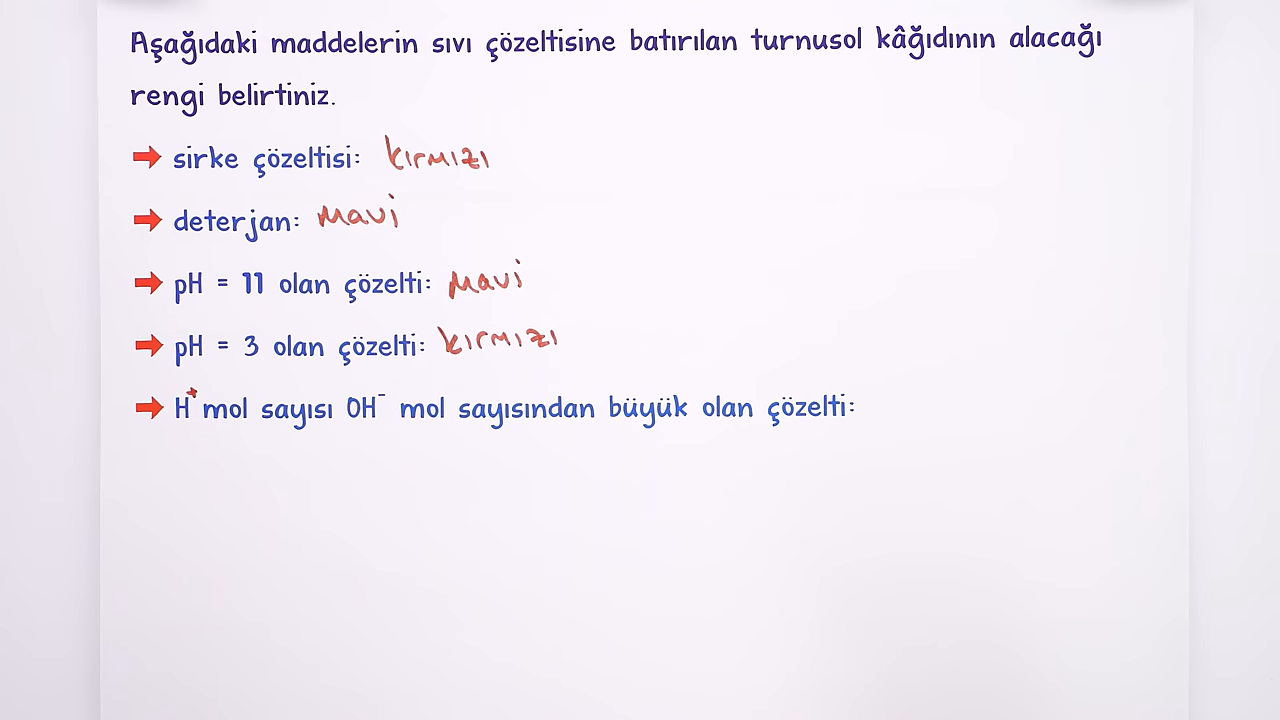 Aşağıdaki maddelerin sıvı çözeltisine batırılan turnusol kâğıdının alacağı
rengi belirtiniz.
➡ sirke çözeltisi: kırmızı
➡ deterjan: Mavi
➡ pH = 11 olan çözelti: Mavi
➡ pH = 3 olan çözelti: kırmızı
➡ H⁺ mol sayısı OH⁻ mol sayısından büyük olan çözelti: